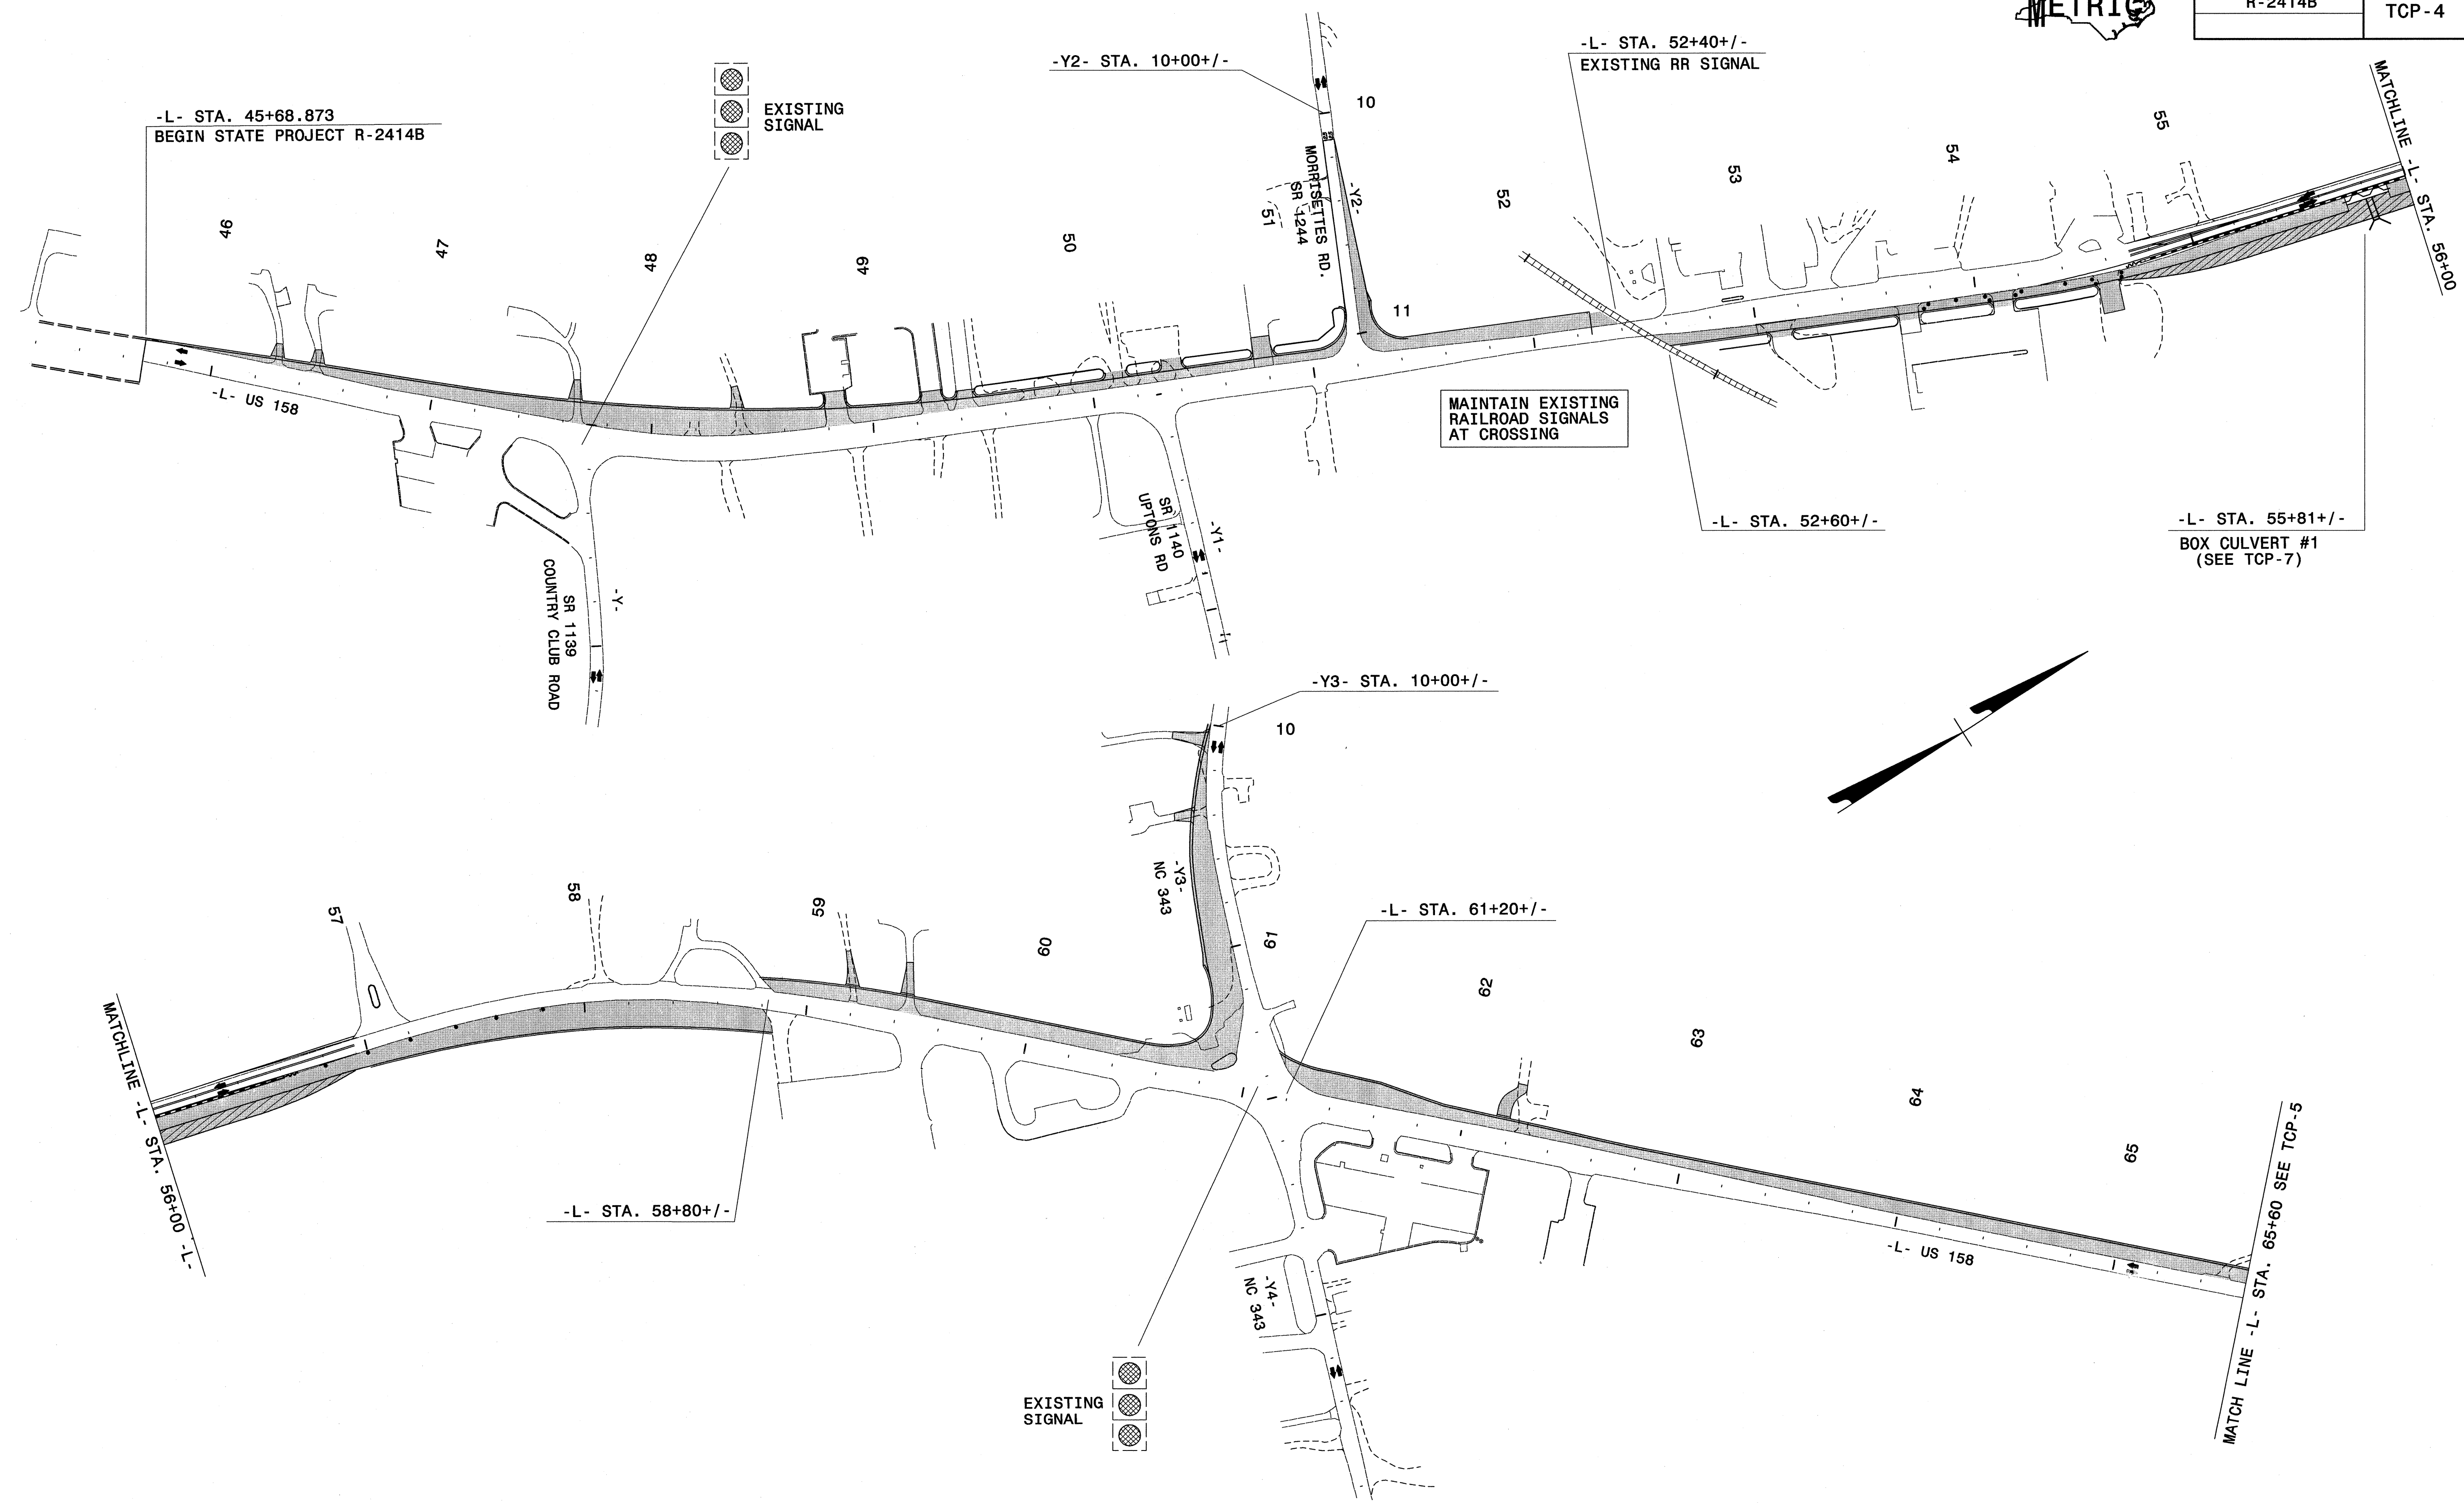 METRIC
R-2414B
TCP-4
-L- STA. 45+68.873
BEGIN STATE PROJECT R-2414B
EXISTING
SIGNAL
-Y2- STA. 10+00+/-
-L- STA. 52+40+/-
EXISTING RR SIGNAL
MATCHLINE -L- STA. 56+00
46
47
48
49
50
51
10
11
52
53
54
55
MORRISETTES RD.
SR 1244
-Y2-
-L- US 158
MAINTAIN EXISTING
RAILROAD SIGNALS
AT CROSSING
-L- STA. 52+60+/-
-L- STA. 55+81+/-
BOX CULVERT #1
(SEE TCP-7)
SR 1139
COUNTRY CLUB ROAD
-Y-
SR 1140
UPTONS RD
-Y1-
-Y3- STA. 10+00+/-
10
-Y3-
NC 343
-L- STA. 61+20+/-
57
58
59
60
61
62
63
64
65
MATCHLINE -L- STA. 56+00 -L-
-L- STA. 58+80+/-
-L- US 158
-Y4-
NC 343
EXISTING
SIGNAL
MATCH LINE -L- STA. 65+60 SEE TCP-5